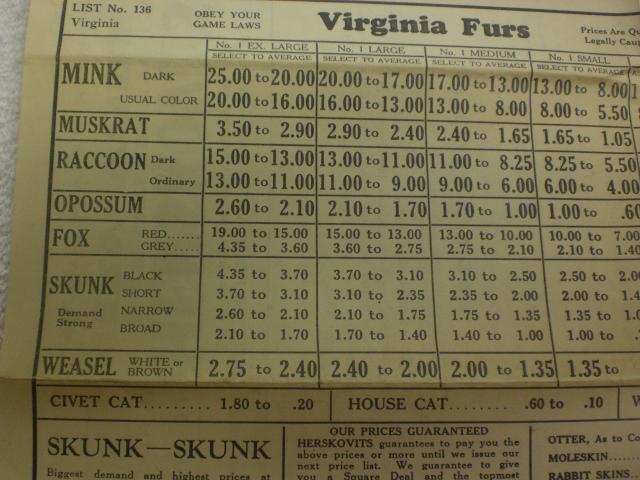 LIST No. 136
Virginia
OBEY YOUR
GAME LAWS
Virginia Furs
Prices Are
Legally
No. 1 EX. LARGE No. 1 LARGE No. 1 MEDIUM No. 1 SMALL
SELECT TO AVERAGE SELECT TO AVERAGE SELECT TO AVERAGE SELECT TO AVERAGE
MINK DARK 25.00 to 20.00 20.00 to 17.00 17.00 to 13.00 13.00 to 8.00
USUAL COLOR 20.00 to 16.00 16.00 to 13.00 13.00 to 8.00 8.00 to 5.50
MUSKRAT 3.50 to 2.90 2.90 to 2.40 2.40 to 1.65 1.65 to 1.05
RACCOON Dark 15.00 to 13.00 13.00 to 11.00 11.00 to 8.25 8.25 to 5.50
Ordinary 13.00 to 11.00 11.00 to 9.00 9.00 to 6.00 6.00 to 4.00
OPOSSUM 2.60 to 2.10 2.10 to 1.70 1.70 to 1.00 1.00 to .60
FOX RED....... 19.00 to 15.00 15.00 to 13.00 13.00 to 10.00 10.00 to 7.00
GREY..... 4.35 to 3.60 3.60 to 2.75 2.75 to 2.10 2.10 to 1.40
SKUNK BLACK 4.35 to 3.70 3.70 to 3.10 3.10 to 2.50 2.50 to 2.0
SHORT 3.70 to 3.10 3.10 to 2.35 2.35 to 2.00 2.00 to 1.4
Demand Strong NARROW 2.60 to 2.10 2.10 to 1.75 1.75 to 1.35 1.35 to 1.0
BROAD 2.10 to 1.70 1.70 to 1.40 1.40 to 1.00 1.00 to
WEASEL WHITE or BROWN 2.75 to 2.40 2.40 to 2.00 2.00 to 1.35 1.35 to
CIVET CAT......... 1.80 to .20 HOUSE CAT........ .60 to .10
SKUNK—SKUNK
Biggest demand and highest prices at
OUR PRICES GUARANTEED
HERSKOVITS guarantees to pay you the
above prices or more until we issue our
next price list. We guarantee to give
you a Square Deal and the topmost
OTTER, As to
MOLESKIN
RABBIT SKINS